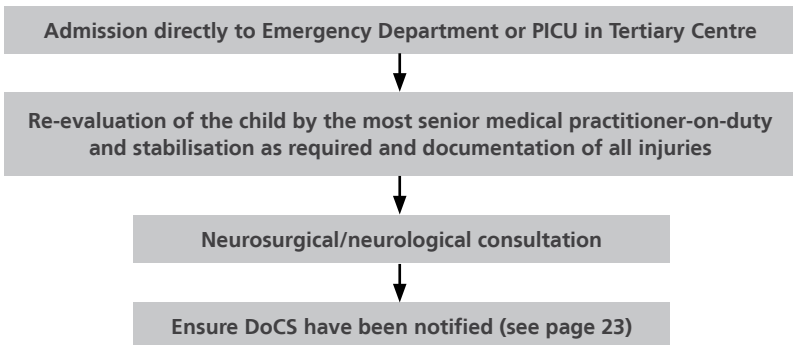 Admission directly to Emergency Department or PICU in Tertiary Centre
Re-evaluation of the child by the most senior medical practitioner-on-duty
and stabilisation as required and documentation of all injuries
Neurosurgical/neurological consultation
Ensure DoCS have been notified (see page 23)